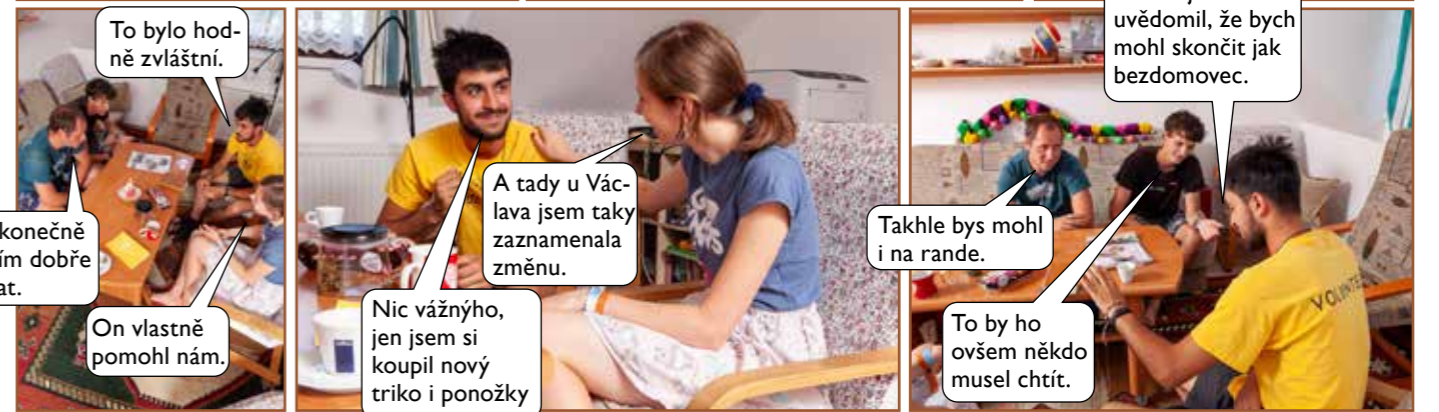 To bylo hod-
ně zvláštní.
konečně
ím dobře
at.
On vlastně
pomohl nám.
A tady u Vác-
lava jsem taky
zaznamenala
změnu.
Nic vážnýho,
jen jsem si
koupil nový
triko i ponožky
uvědomil, že bych
mohl skončit jak
bezdomovec.
Takhle bys mohl
i na rande.
To by ho
ovšem někdo
musel chtít.
VOLUNTE